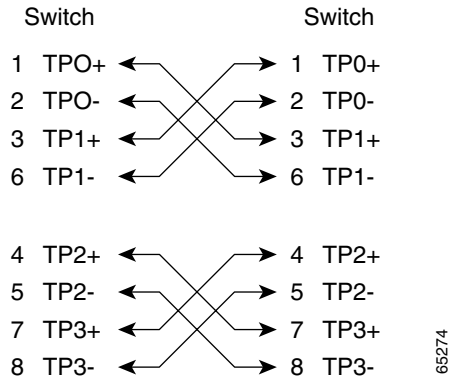 Switch Switch
1 TPO+ 1 TP0+
2 TPO- 2 TP0-
3 TP1+ 3 TP1+
6 TP1- 6 TP1-
4 TP2+ 4 TP2+
5 TP2- 5 TP2-
7 TP3+ 7 TP3+
8 TP3- 8 TP3-
65274